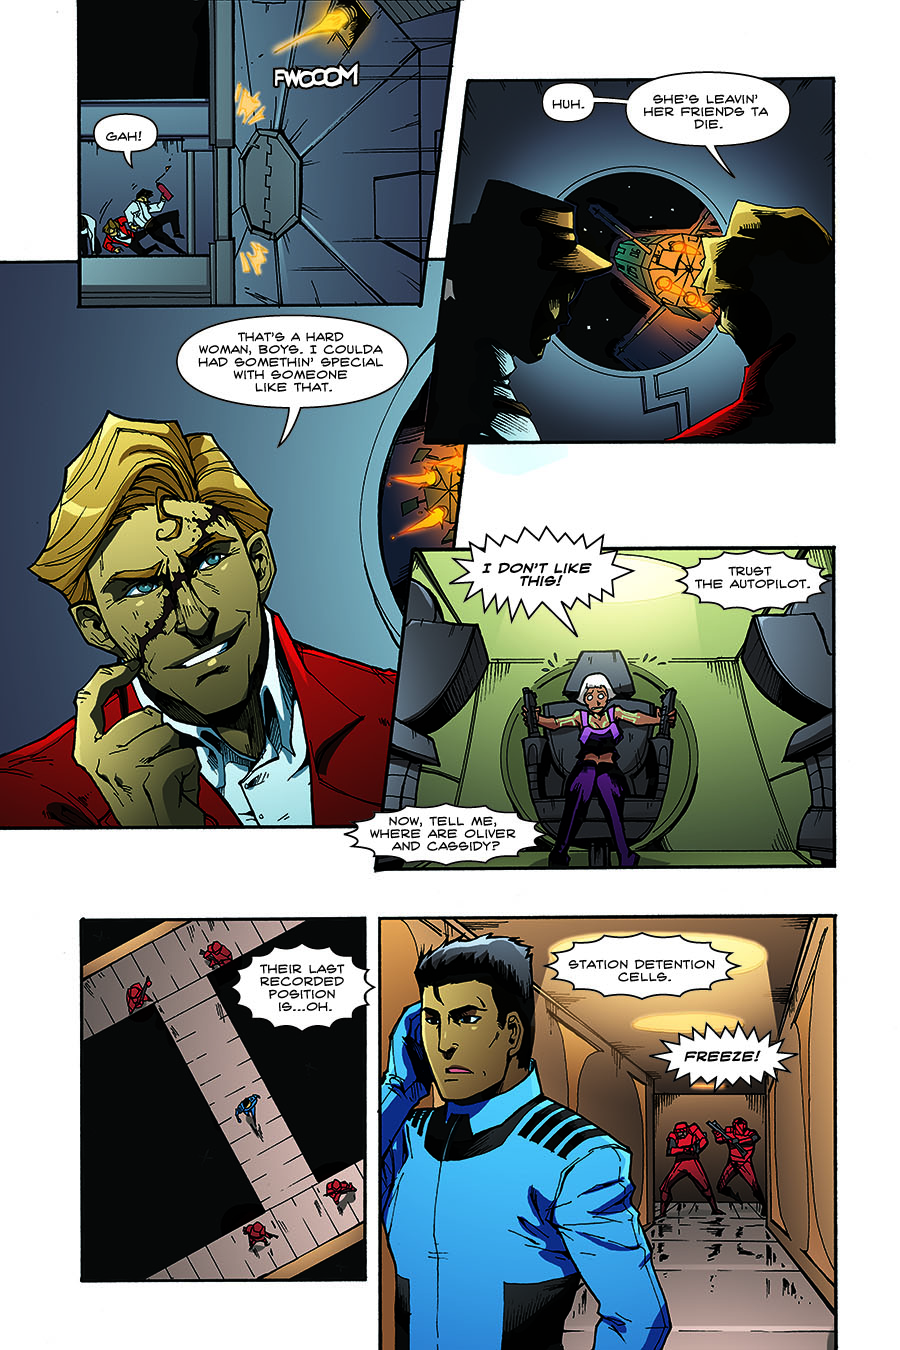 FWOOOM
GAH!
HUH.
SHE'S LEAVIN'
HER FRIENDS TA
DIE.
THAT'S A HARD
WOMAN, BOYS. I COULDA
HAD SOMETHIN' SPECIAL
WITH SOMEONE
LIKE THAT.
I DON'T LIKE
THIS!
TRUST
THE AUTOPILOT.
NOW, TELL ME,
WHERE ARE OLIVER
AND CASSIDY?
THEIR LAST
RECORDED
POSITION
IS...OH.
STATION DETENTION
CELLS.
FREEZE!